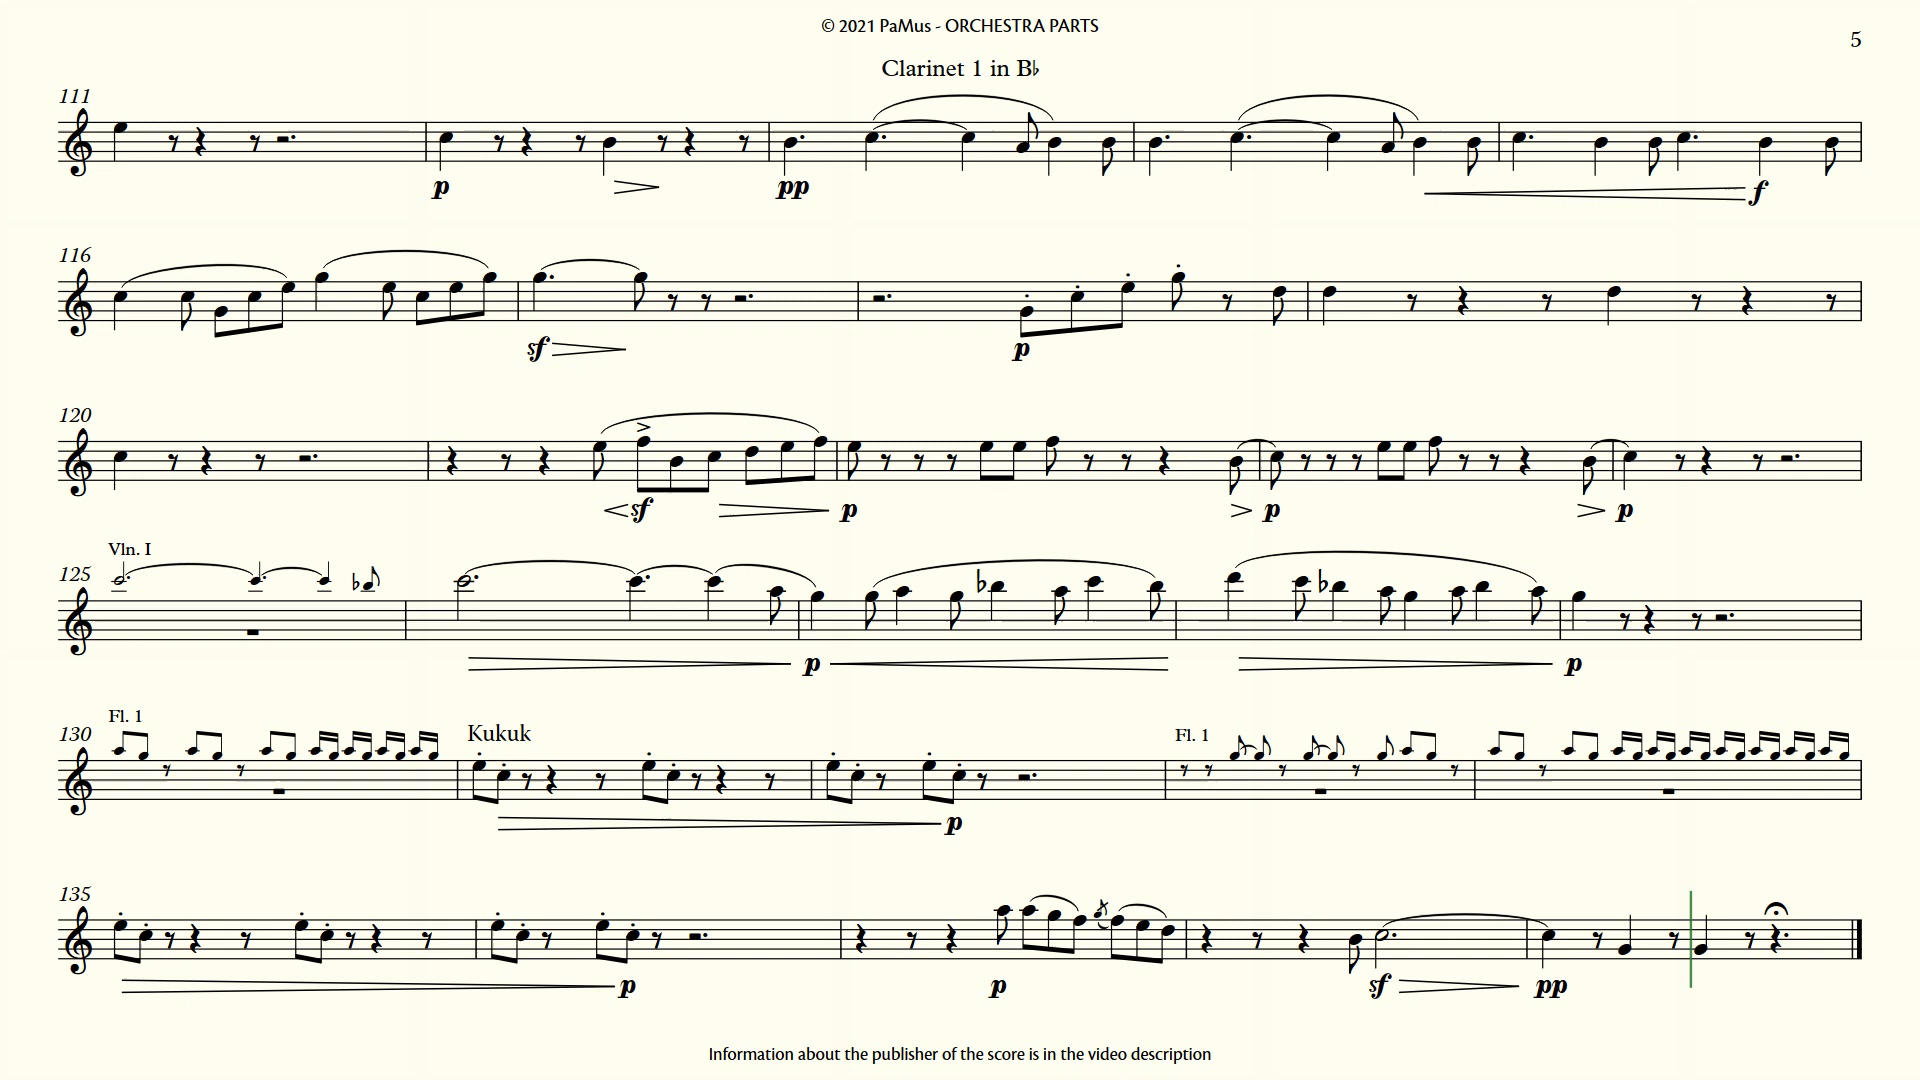 © 2021 PaMus - ORCHESTRA PARTS
5
Clarinet 1 in B♭
111
p
pp
f
116
sf
p
120
sf
p
p
p
Vln. I
125
p
p
Fl. 1
130
Kukuk
Fl. 1
p
135
p
p
sf
pp
Information about the publisher of the score is in the video description